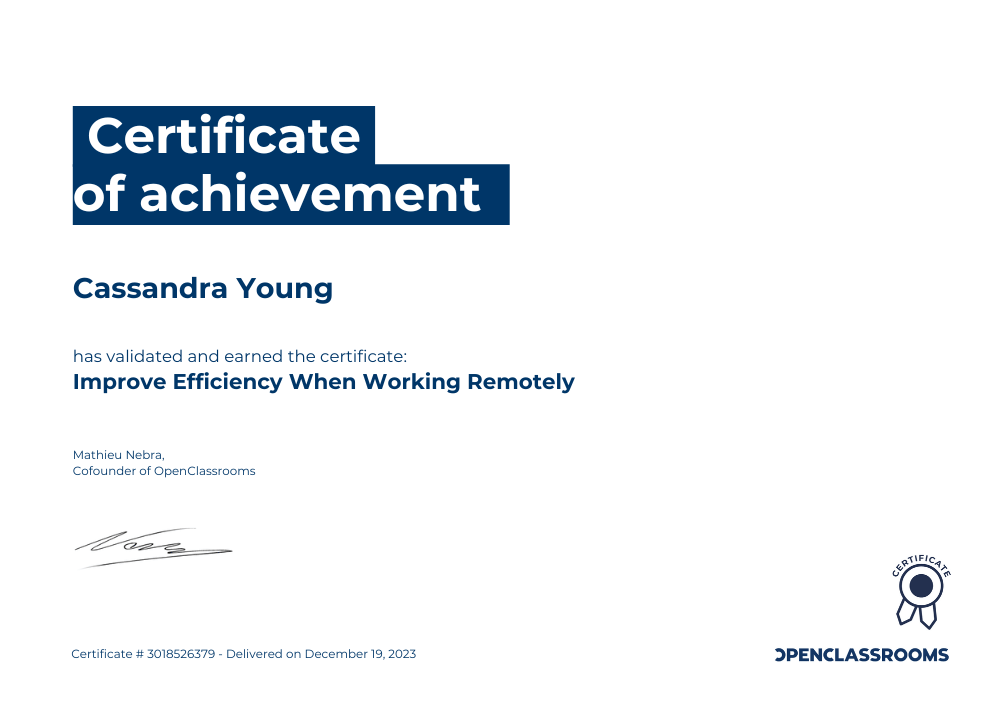 Certificate
of achievement
Cassandra Young
has validated and earned the certificate:
Improve Efficiency When Working Remotely
Mathieu Nebra,
Cofounder of OpenClassrooms
CERTIFICATE
Certificate # 3018526379 - Delivered on December 19, 2023
OPENCLASSROOMS